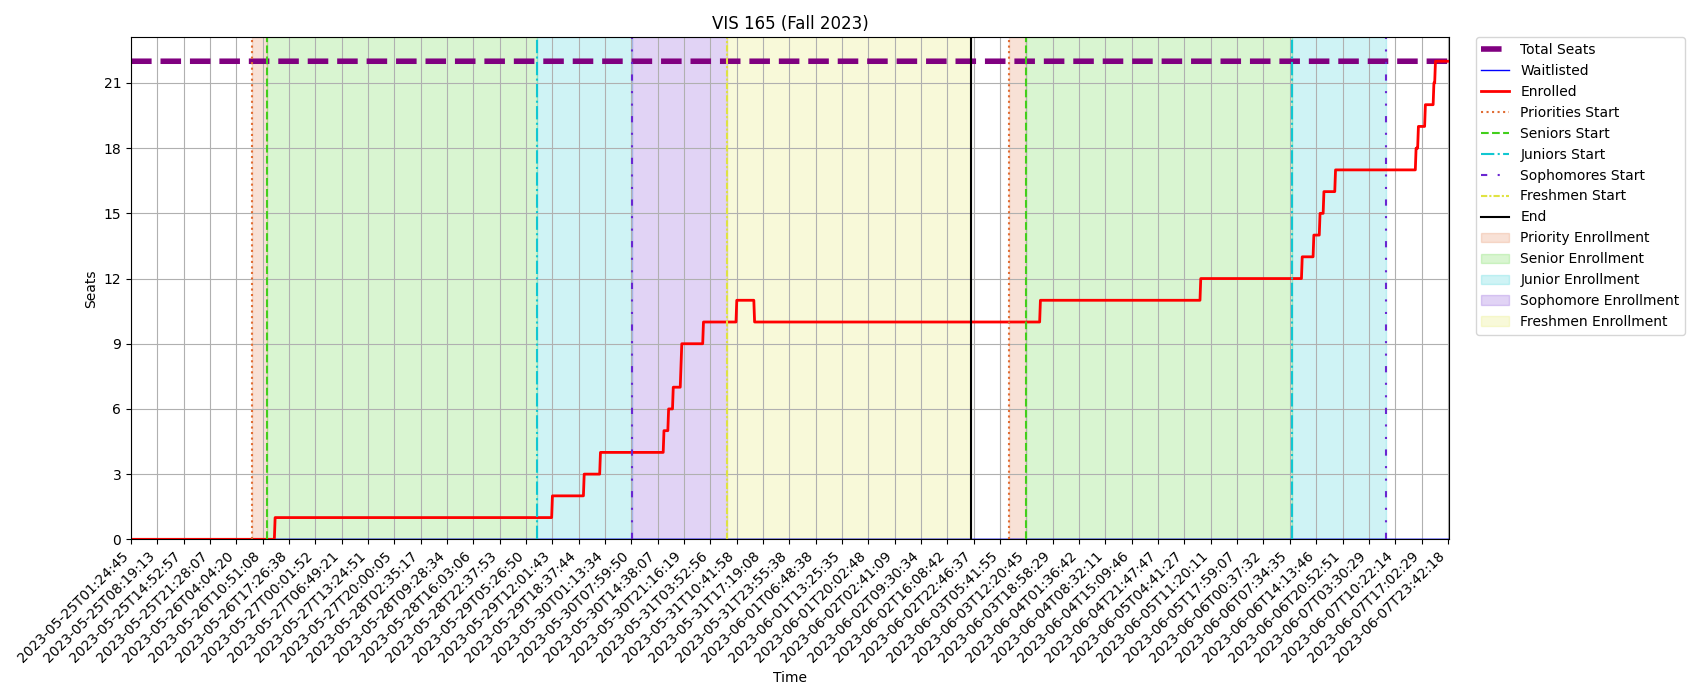 VIS 165 (Fall 2023)
Seats
21
18
15
12
9
6
3
0
2023-05-25T01:24:45
2023-05-25T08:19:13
2023-05-25T14:52:57
2023-05-25T21:28:07
2023-05-26T04:04:20
2023-05-26T10:51:08
2023-05-26T17:26:38
2023-05-27T00:01:52
2023-05-27T06:49:21
2023-05-27T13:24:51
2023-05-27T20:00:05
2023-05-28T02:35:17
2023-05-28T09:28:34
2023-05-28T16:03:06
2023-05-28T22:37:53
2023-05-29T05:26:50
2023-05-29T12:01:43
2023-05-29T18:37:44
2023-05-30T01:13:34
2023-05-30T07:59:50
2023-05-30T14:38:07
2023-05-30T21:16:19
2023-05-31T03:52:56
2023-05-31T10:41:58
2023-05-31T17:19:08
2023-05-31T23:55:38
2023-06-01T06:48:38
2023-06-01T13:25:35
2023-06-01T20:02:48
2023-06-02T02:41:09
2023-06-02T09:30:34
2023-06-02T16:08:42
2023-06-02T22:46:37
2023-06-03T05:41:55
2023-06-03T12:20:45
2023-06-03T18:58:29
2023-06-04T01:36:42
2023-06-04T08:32:11
2023-06-04T15:09:46
2023-06-04T21:47:47
2023-06-05T04:41:27
2023-06-05T11:20:11
2023-06-05T17:59:07
2023-06-06T00:37:32
2023-06-06T07:34:35
2023-06-06T14:13:46
2023-06-06T20:52:51
2023-06-07T03:30:29
2023-06-07T10:22:14
2023-06-07T17:02:29
2023-06-07T23:42:18
Time
Total Seats
Waitlisted
Enrolled
Priorities Start
Seniors Start
Juniors Start
Sophomores Start
Freshmen Start
End
Priority Enrollment
Senior Enrollment
Junior Enrollment
Sophomore Enrollment
Freshmen Enrollment